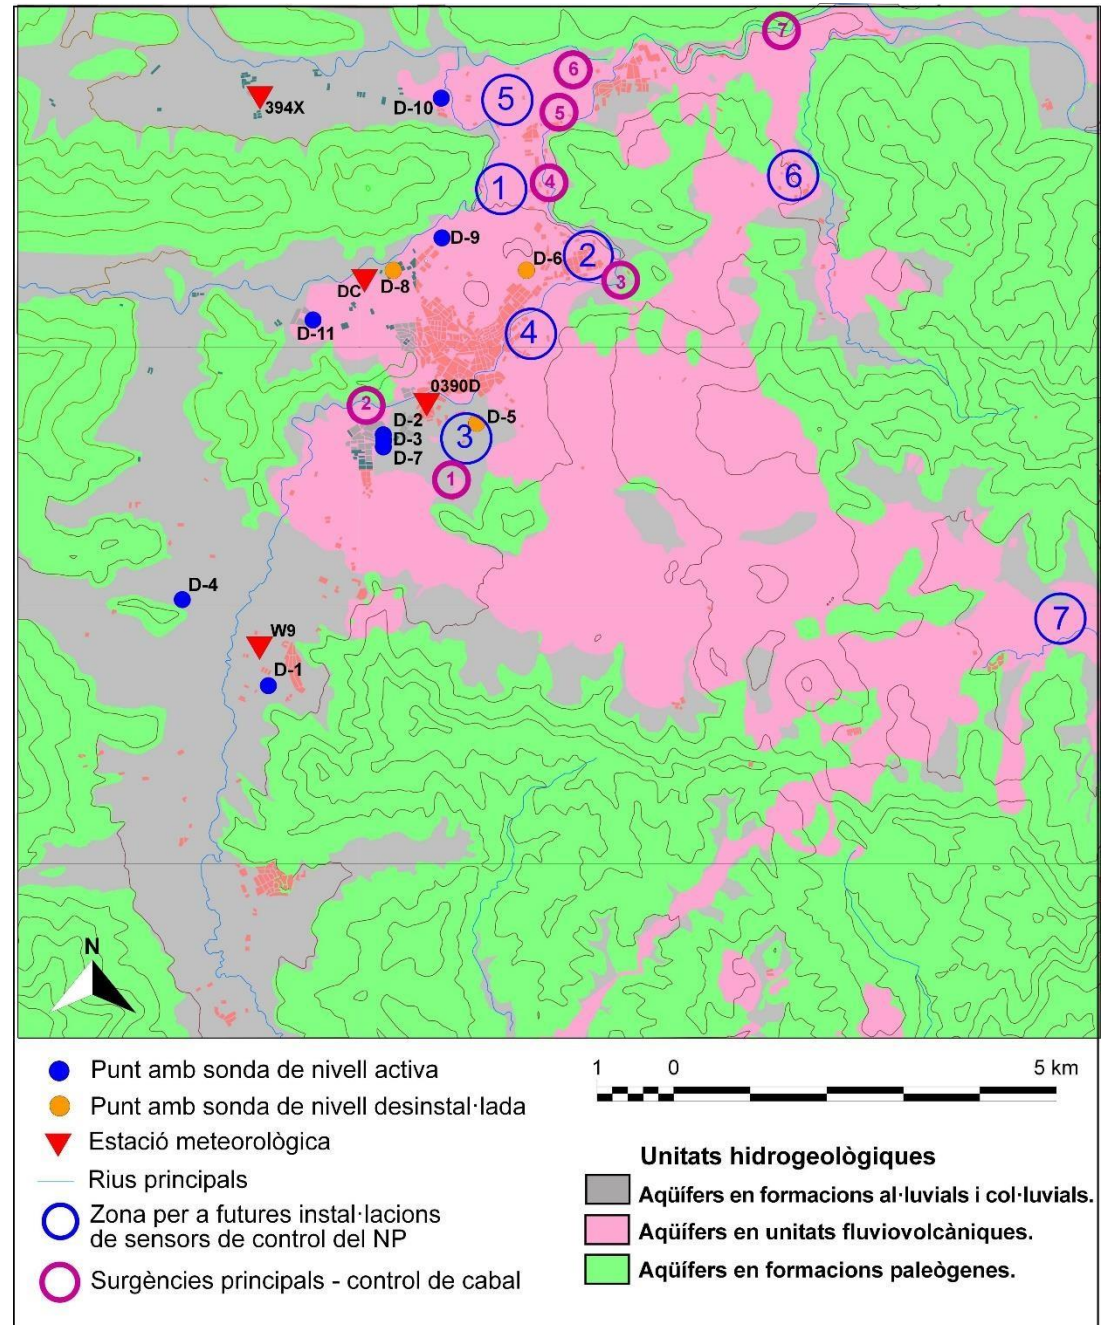 7
6
5
394X
D-10
5
4
1
6
D-9
2
D-6
3
DC
D-8
D-11
4
0390D
2
D-2
D-5
D-3
3
D-7
1
D-4
7
W9
D-1
N
Punt amb sonda de nivell activa
Punt amb sonda de nivell desinstal·lada
Estació meteorològica
Rius principals
Zona per a futures instal·lacions
de sensors de control del NP
Surgències principals - control de cabal
1 0 5 km
Unitats hidrogeològiques
Aqüífers en formacions al·luvials i col·luvials.
Aqüífers en unitats fluviovolcàniques.
Aqüífers en formacions paleògenes.